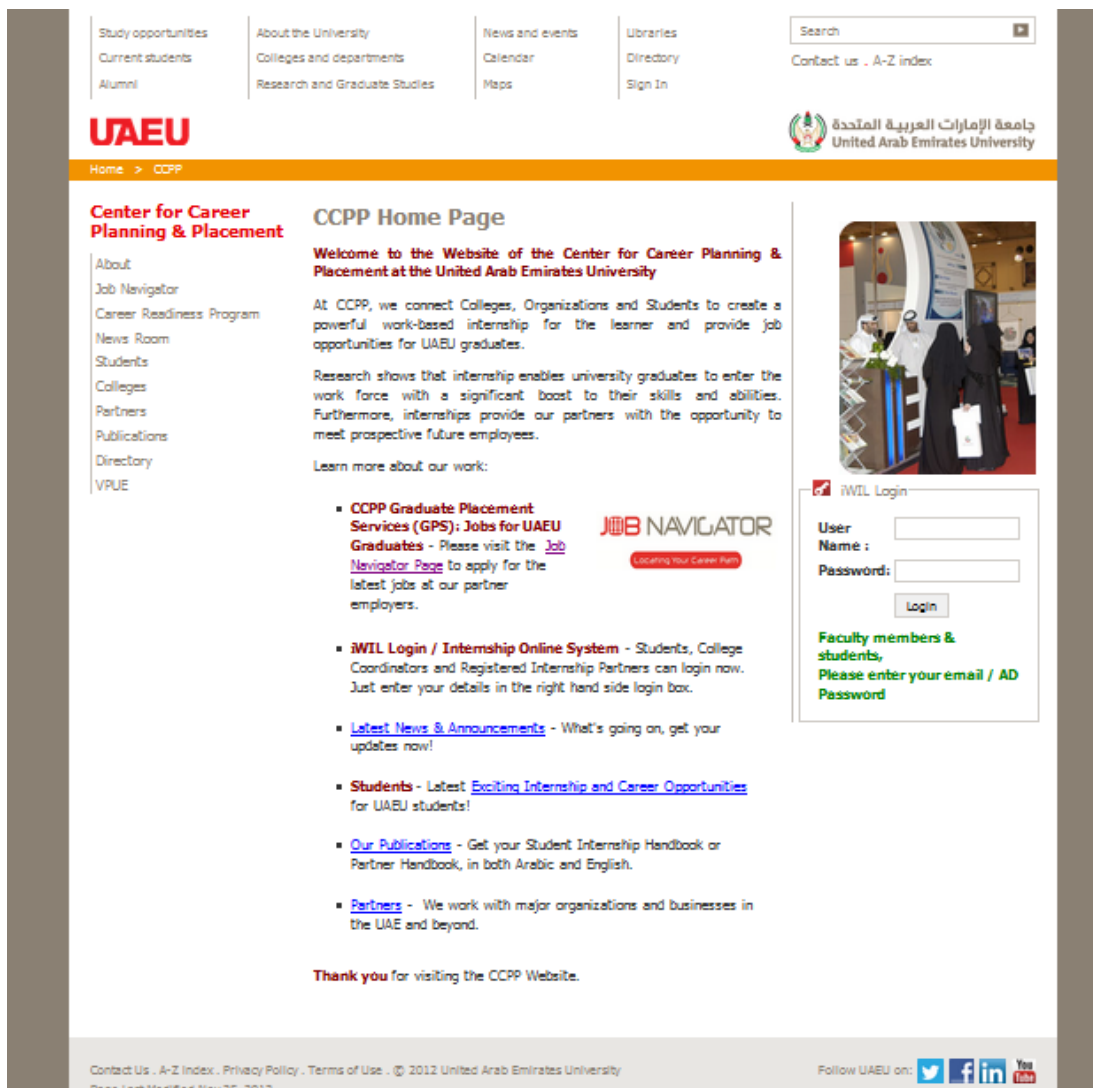 Study opportunities
Current students
Alumni
About the University
Colleges and departments
Research and Graduate Studies
News and events
Calendar
Maps
Libraries
Directory
Sign In
Search
Contact us . A-Z index
UAEU
جامعة الإمارات العربية المتحدة
United Arab Emirates University
Home > CCPP
Center for Career
Planning & Placement
About
Job Navigator
Career Readiness Program
News Room
Students
Colleges
Partners
Publications
Directory
VPUE
CCPP Home Page
Welcome to the Website of the Center for Career Planning &
Placement at the United Arab Emirates University
At CCPP, we connect Colleges, Organizations and Students to create a
powerful work-based internship for the learner and provide job
opportunities for UAEU graduates.
Research shows that internship enables university graduates to enter the
work force with a significant boost to their skills and abilities.
Furthermore, internships provide our partners with the opportunity to
meet prospective future employees.
Learn more about our work:
▪ CCPP Graduate Placement
Services (GPS): Jobs for UAEU
Graduates - Please visit the Job
Navigator Page to apply for the
latest jobs at our partner
employers.
JOB NAVIGATOR
Locating Your Career Path
▪ iWIL Login / Internship Online System - Students, College
Coordinators and Registered Internship Partners can login now.
Just enter your details in the right hand side login box.
▪ Latest News & Announcements - What's going on, get your
updates now!
▪ Students - Latest Exciting Internship and Career Opportunities
for UAEU students!
▪ Our Publications - Get your Student Internship Handbook or
Partner Handbook, in both Arabic and English.
▪ Partners - We work with major organizations and businesses in
the UAE and beyond.
Thank you for visiting the CCPP Website.
iWIL Login
User
Name :
Password:
Login
Faculty members &
students,
Please enter your email / AD
Password
Contact Us . A-Z Index . Privacy Policy . Terms of Use . © 2012 United Arab Emirates University
Page Last Modified Nov 25, 2012
Follow UAEU on:
You
Tube